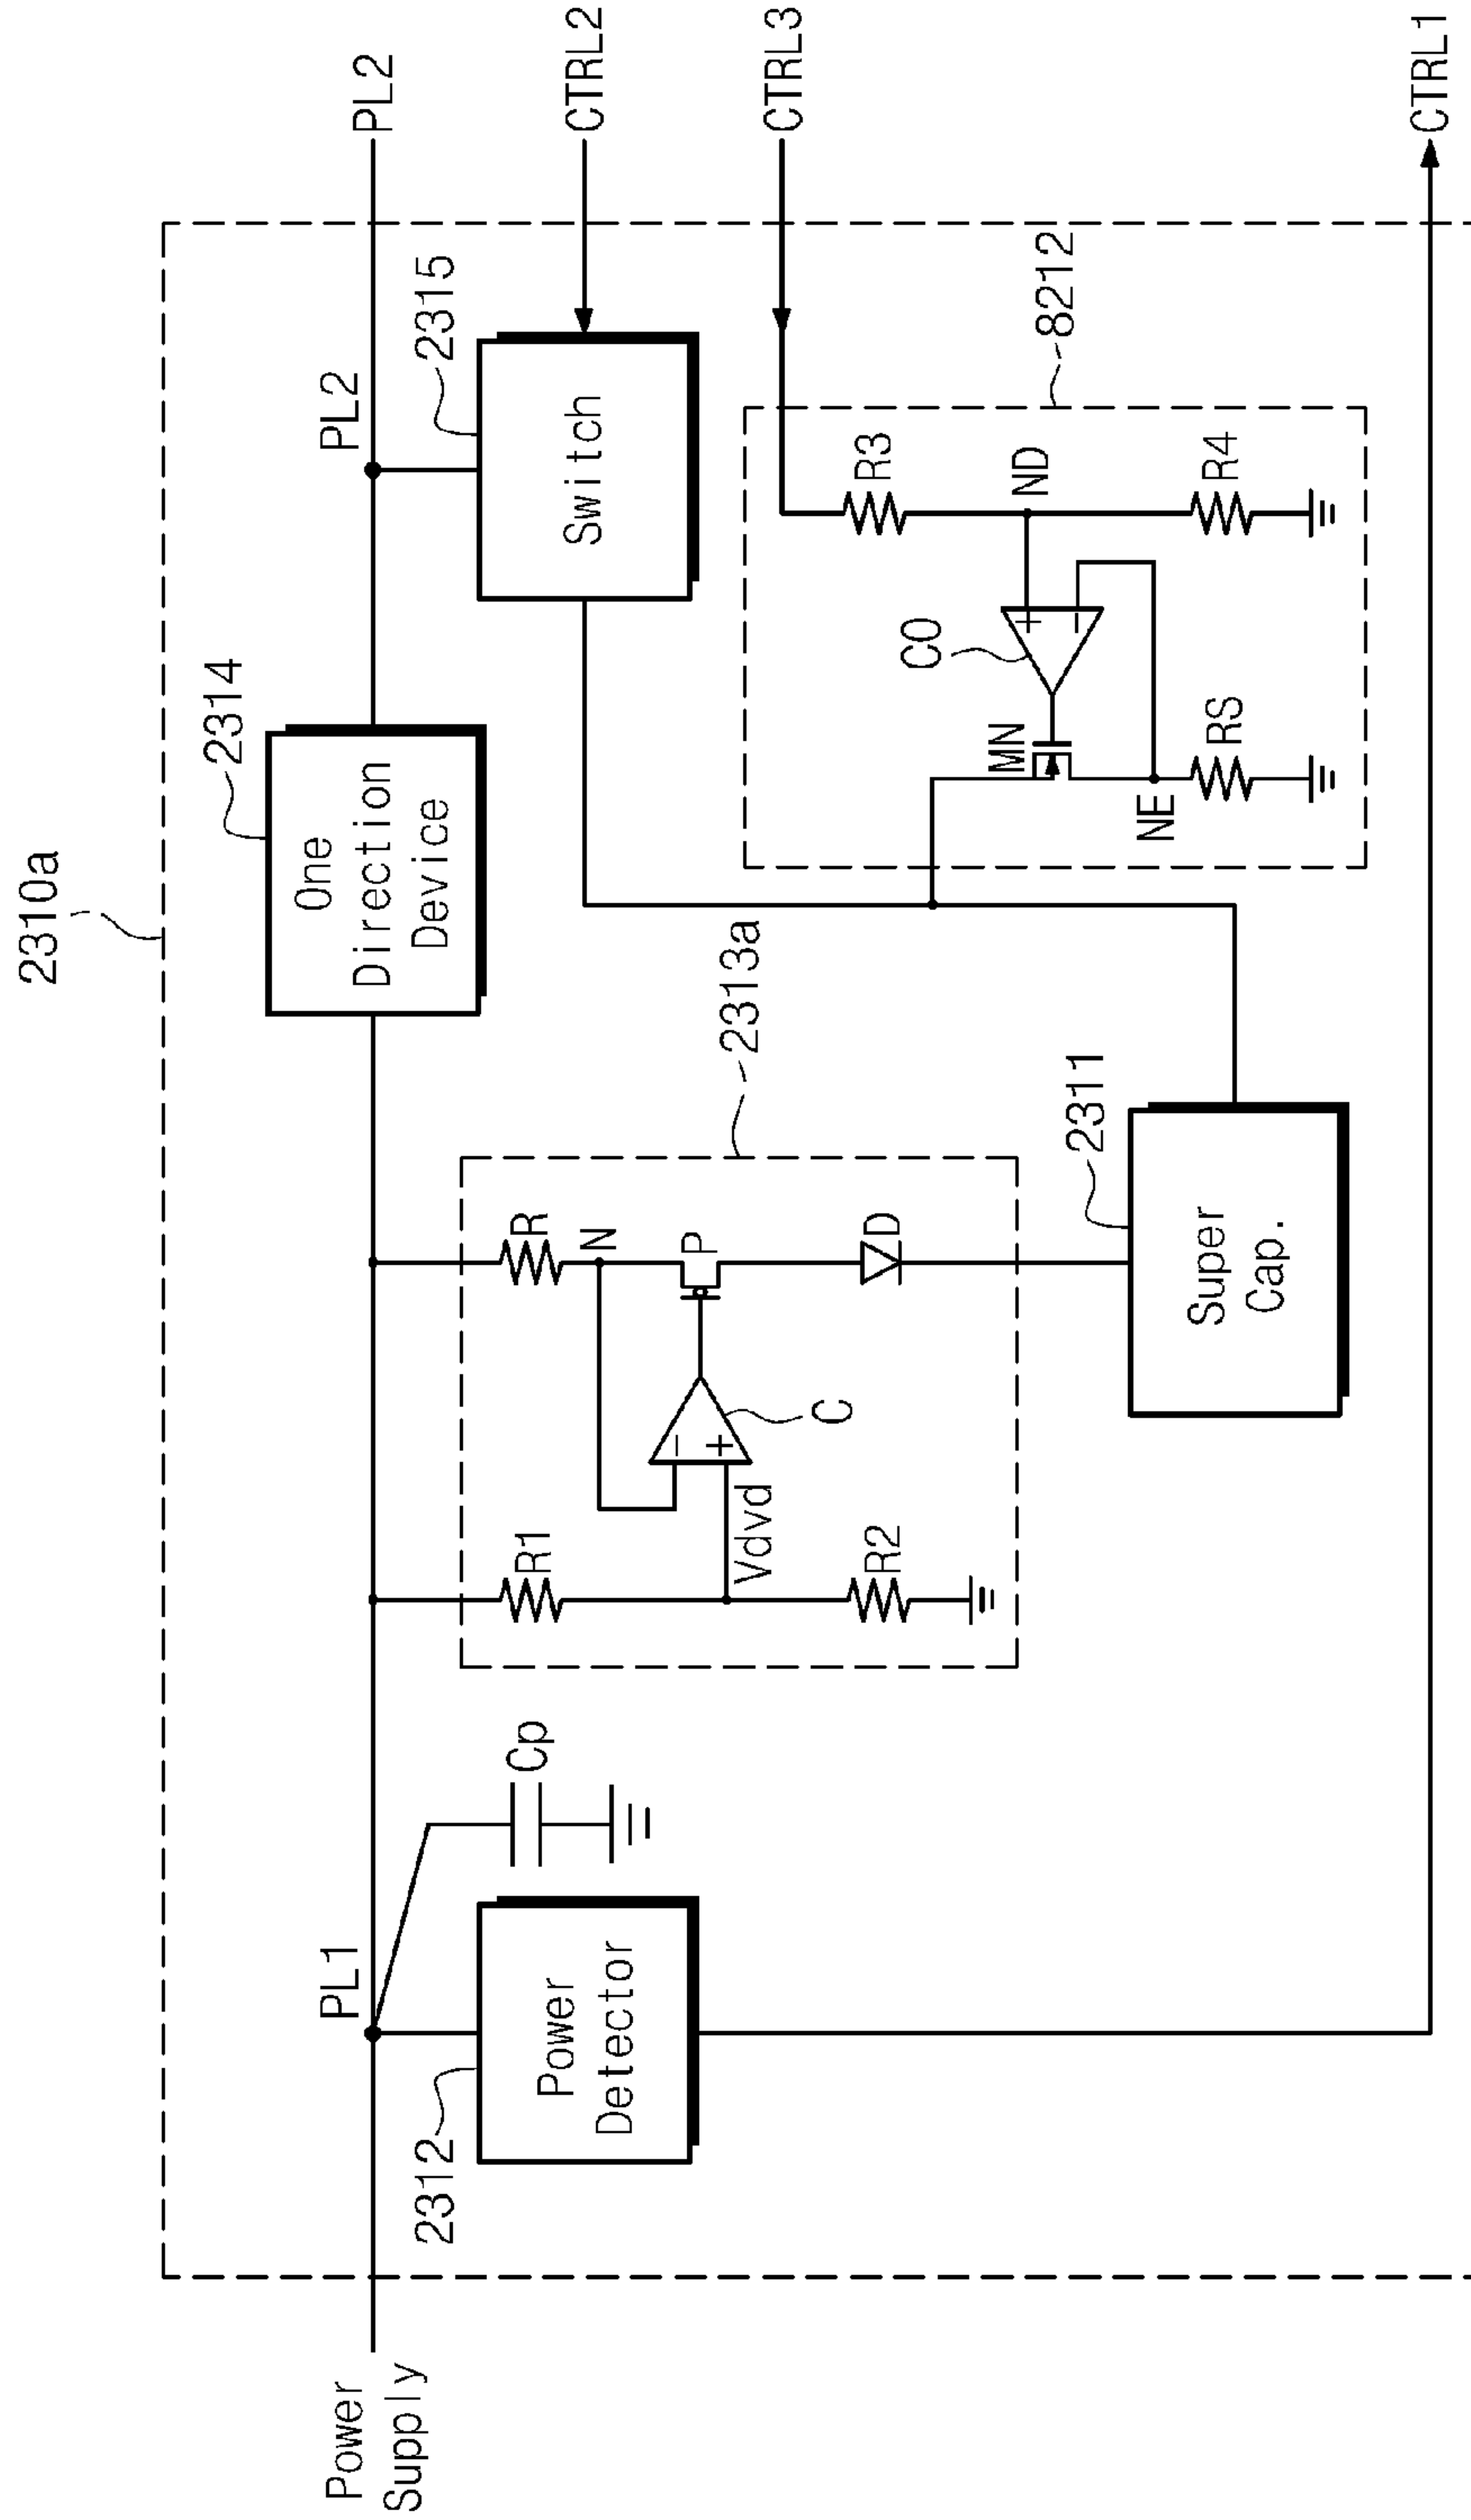 2310a
Power
Supply
PL1
2314
One
Direction
Device
PL2
PL2
2312
Power
Detector
Cp
R1
R
N
C
P
Vdvd
R2
D
2313a
2315
Switch
CTRL2
CTRL3
2311
Super
Cap.
8212
R3
CO
+
-
ND
MN
NE
RS
R4
-
+
CTRL1